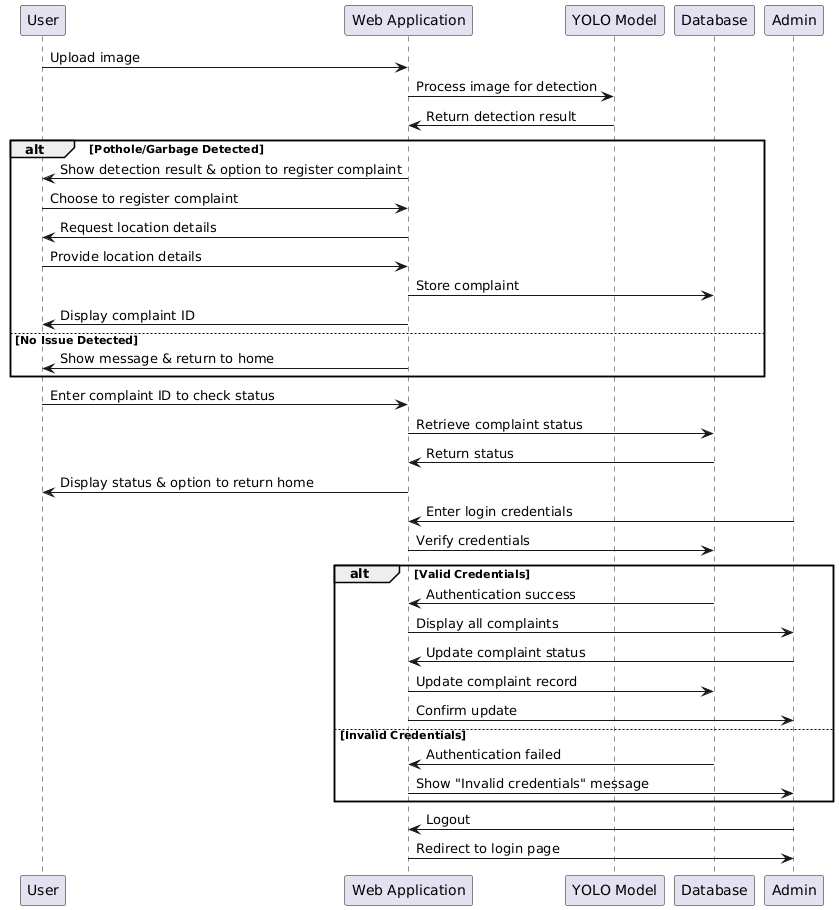 User Web Application YOLO Model Database Admin
Upload image
Process image for detection
Return detection result
alt [Pothole/Garbage Detected]
Show detection result & option to register complaint
Choose to register complaint
Request location details
Provide location details
Store complaint
Display complaint ID
[No Issue Detected]
Show message & return to home
Enter complaint ID to check status
Retrieve complaint status
Return status
Display status & option to return home
Enter login credentials
Verify credentials
alt [Valid Credentials]
Authentication success
Display all complaints
Update complaint status
Update complaint record
Confirm update
[Invalid Credentials]
Authentication failed
Show "Invalid credentials" message
Logout
Redirect to login page
User Web Application YOLO Model Database Admin